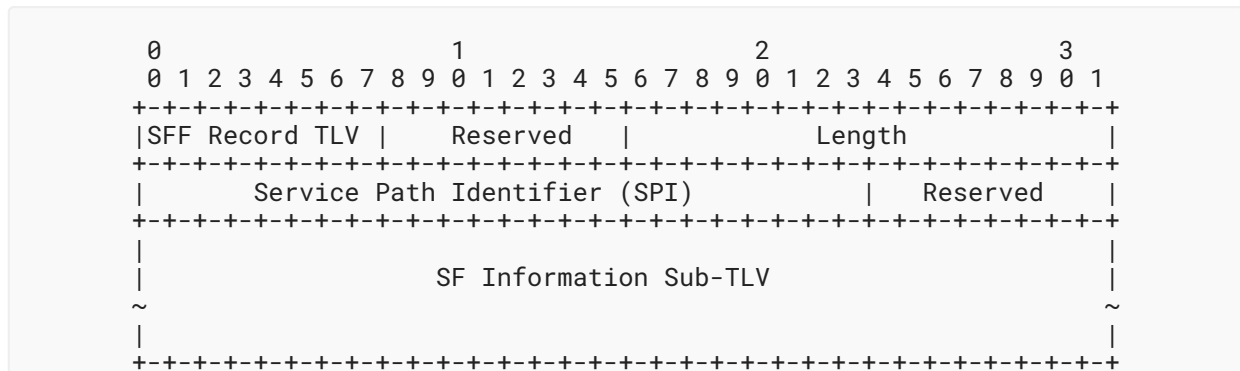 0                   1                   2                   3
 0 1 2 3 4 5 6 7 8 9 0 1 2 3 4 5 6 7 8 9 0 1 2 3 4 5 6 7 8 9 0 1
+-+-+-+-+-+-+-+-+-+-+-+-+-+-+-+-+-+-+-+-+-+-+-+-+-+-+-+-+-+-+-+-+
|SFF Record TLV |    Reserved   |            Length             |
+-+-+-+-+-+-+-+-+-+-+-+-+-+-+-+-+-+-+-+-+-+-+-+-+-+-+-+-+-+-+-+-+
|       Service Path Identifier (SPI)           |   Reserved    |
+-+-+-+-+-+-+-+-+-+-+-+-+-+-+-+-+-+-+-+-+-+-+-+-+-+-+-+-+-+-+-+-+
|                                                               |
|                   SF Information Sub-TLV                      |
~                                                               ~
|                                                               |
+-+-+-+-+-+-+-+-+-+-+-+-+-+-+-+-+-+-+-+-+-+-+-+-+-+-+-+-+-+-+-+-+